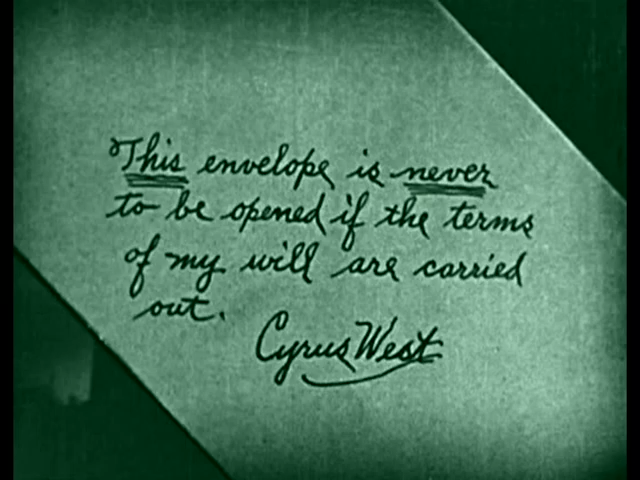 This envelope is never
to be opened if the terms
of my will are carried
out.
Cyrus West